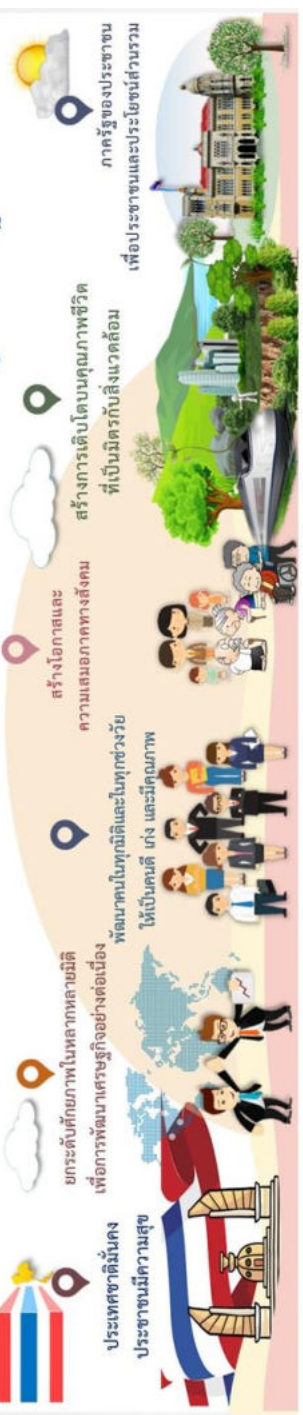 ประเทศชาติมั่นคง
ประชาชนมีความสุข
ยกระดับศักยภาพในหลากหลายมิติ
เพื่อการพัฒนาเศรษฐกิจอย่างต่อเนื่อง
พัฒนาคนในทุกมิติและในทุกช่วงวัย
ให้เป็นคนดี เก่ง และมีคุณภาพ
สร้างโอกาสและ
ความเสมอภาคทางสังคม
สร้างการเติบโตบนคุณภาพชีวิต
ที่เป็นมิตรกับสิ่งแวดล้อม
ภาครัฐของประชาชน
เพื่อประชาชนและประโยชน์ส่วนรวม